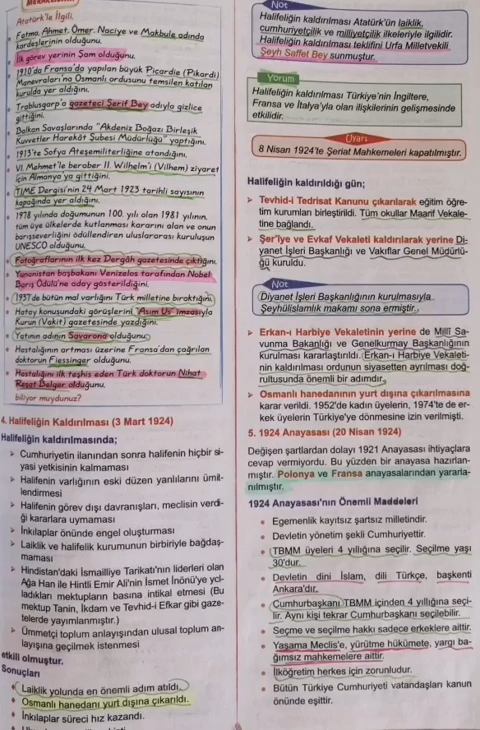 Atatürk'le İlgili,
Fatma, Ahmet, Ömer, Naciye ve Makbule adında
kardeşlerinin olduğunu.
İlk görev yerinin Şam olduğunu.
1910'da Fransa'da yapılan büyük Picardie (Pikardi)
Manevraları'na Osmanlı ordusunu temsilen katılan
kurulda yer aldığını.
Trablusgarp'a gazeteci Şerif Bey adıyla gizlice
gittiğini.
Balkan Savaşlarında "Akdeniz Boğazı Birleşik
Kuvvetler Harekât Şubesi Müdürlüğü" yaptığını.
1913'te Sofya Ateşemiliterliğine atandığını.
VI. Mehmet'le beraber II. Wilhelm'i (Vilhem) ziyaret
için Almanya'ya gittiğini.
TIME Dergisi'nin 24 Mart 1923 tarihli sayısının
kapağında yer aldığını.
1978 yılında doğumunun 100. yılı olan 1981 yılının,
tüm üye ülkelerde kutlanması kararını alan ve onun
barışseverliğini ödüllendiren uluslararası kuruluşun
UNESCO olduğunu.
Fotoğraflarının ilk kez Dergâh gazetesinde çıktığını.
Yunanistan başbakanı Venizelos tarafından Nobel
Barış Ödülü'ne aday gösterildiğini.
1937'de bütün mal varlığını Türk milletine bıraktığını.
Hatay konusundaki görüşlerini "Asım Us" imzasıyla
Kurun (Vakit) gazetesinde yazdığını.
Yatının adının Savarona olduğunu.
Hastalığının artması üzerine Fransa'dan çağrılan
doktorun Fiessinger olduğunu.
Hastalığını ilk teşhis eden Türk doktorun Nihat
Reşat Belger olduğunu.
biliyor muydunuz?
4. Halifeliğin Kaldırılması (3 Mart 1924)
Halifeliğin kaldırılmasında;
➤ Cumhuriyetin ilanından sonra halifenin hiçbir si-
yasi yetkisinin kalmaması
➤ Halifenin varlığının eski düzen yanlılarını ümit-
lendirmesi
➤ Halifenin görev dışı davranışları, meclisin verdi-
ği kararlara uymaması
➤ İnkılaplar önünde engel oluşturması
➤ Laiklik ve halifelik kurumunun birbiriyle bağdaş-
maması
➤ Hindistan'daki İsmailliye Tarikatı'nın liderleri olan
Ağa Han ile Hintli Emir Ali'nin İsmet İnönü'ye yol-
ladıkları mektupların basına intikal etmesi (Bu
mektup Tanin, İkdam ve Tevhid-i Efkar gibi gaze-
telerde yayımlanmıştır.)
➤ Ümmetçi toplum anlayışından ulusal toplum an-
layışına geçilmek istenmesi
etkili olmuştur.
Sonuçları
♦ Laiklik yolunda en önemli adım atıldı.
♦ Osmanlı hanedanı yurt dışına çıkarıldı.
♦ İnkılaplar süreci hız kazandı.
Not
Halifeliğin kaldırılması Atatürk'ün laiklik,
cumhuriyetçilik ve milliyetçilik ilkeleriyle ilgilidir.
Halifeliğin kaldırılması teklifini Urfa Milletvekili
Şeyh Saffet Bey sunmuştur.
Yorum
Halifeliğin kaldırılması Türkiye'nin İngiltere,
Fransa ve İtalya'yla olan ilişkilerinin gelişmesinde
etkilidir.
Uyarı
8 Nisan 1924'te Şeriat Mahkemeleri kapatılmıştır.
Halifeliğin kaldırıldığı gün;
➤ Tevhid-i Tedrisat Kanunu çıkarılarak eğitim öğre-
tim kurumları birleştirildi. Tüm okullar Maarif Vekale-
tine bağlandı.
➤ Şer'iye ve Evkaf Vekaleti kaldırılarak yerine Di-
yanet İşleri Başkanlığı ve Vakıflar Genel Müdürlü-
ğü kuruldu.
Not
Diyanet İşleri Başkanlığının kurulmasıyla
Şeyhülislamlık makamı sona ermiştir.
➤ Erkan-ı Harbiye Vekaletinin yerine de Millî Sa-
vunma Bakanlığı ve Genelkurmay Başkanlığının
kurulması kararlaştırıldı. Erkan-ı Harbiye Vekaleti-
nin kaldırılması ordunun siyasetten ayrılması doğ-
rultusunda önemli bir adımdır.
➤ Osmanlı hanedanının yurt dışına çıkarılmasına
karar verildi. 1952'de kadın üyelerin, 1974'te de er-
kek üyelerin Türkiye'ye dönmesine izin verilmişti.
5. 1924 Anayasası (20 Nisan 1924)
Değişen şartlardan dolayı 1921 Anayasası ihtiyaçlara
cevap vermiyordu. Bu yüzden bir anayasa hazırlan-
mıştır. Polonya ve Fransa anayasalarından yararla-
nılmıştır.
1924 Anayasası'nın Önemli Maddeleri
• Egemenlik kayıtsız şartsız milletindir.
• Devletin yönetim şekli Cumhuriyettir.
• TBMM üyeleri 4 yıllığına seçilir. Seçilme yaşı
30'dur.
• Devletin dini İslam, dili Türkçe, başkenti
Ankara'dır.
• Cumhurbaşkanı TBMM içinden 4 yıllığına seçi-
lir. Aynı kişi tekrar Cumhurbaşkanı seçilebilir.
• Seçme ve seçilme hakkı sadece erkeklere aittir.
• Yasama Meclis'e, yürütme hükümete, yargı ba-
ğımsız mahkemelere aittir.
• İlköğretim herkes için zorunludur.
• Bütün Türkiye Cumhuriyeti vatandaşları kanun
önünde eşittir.